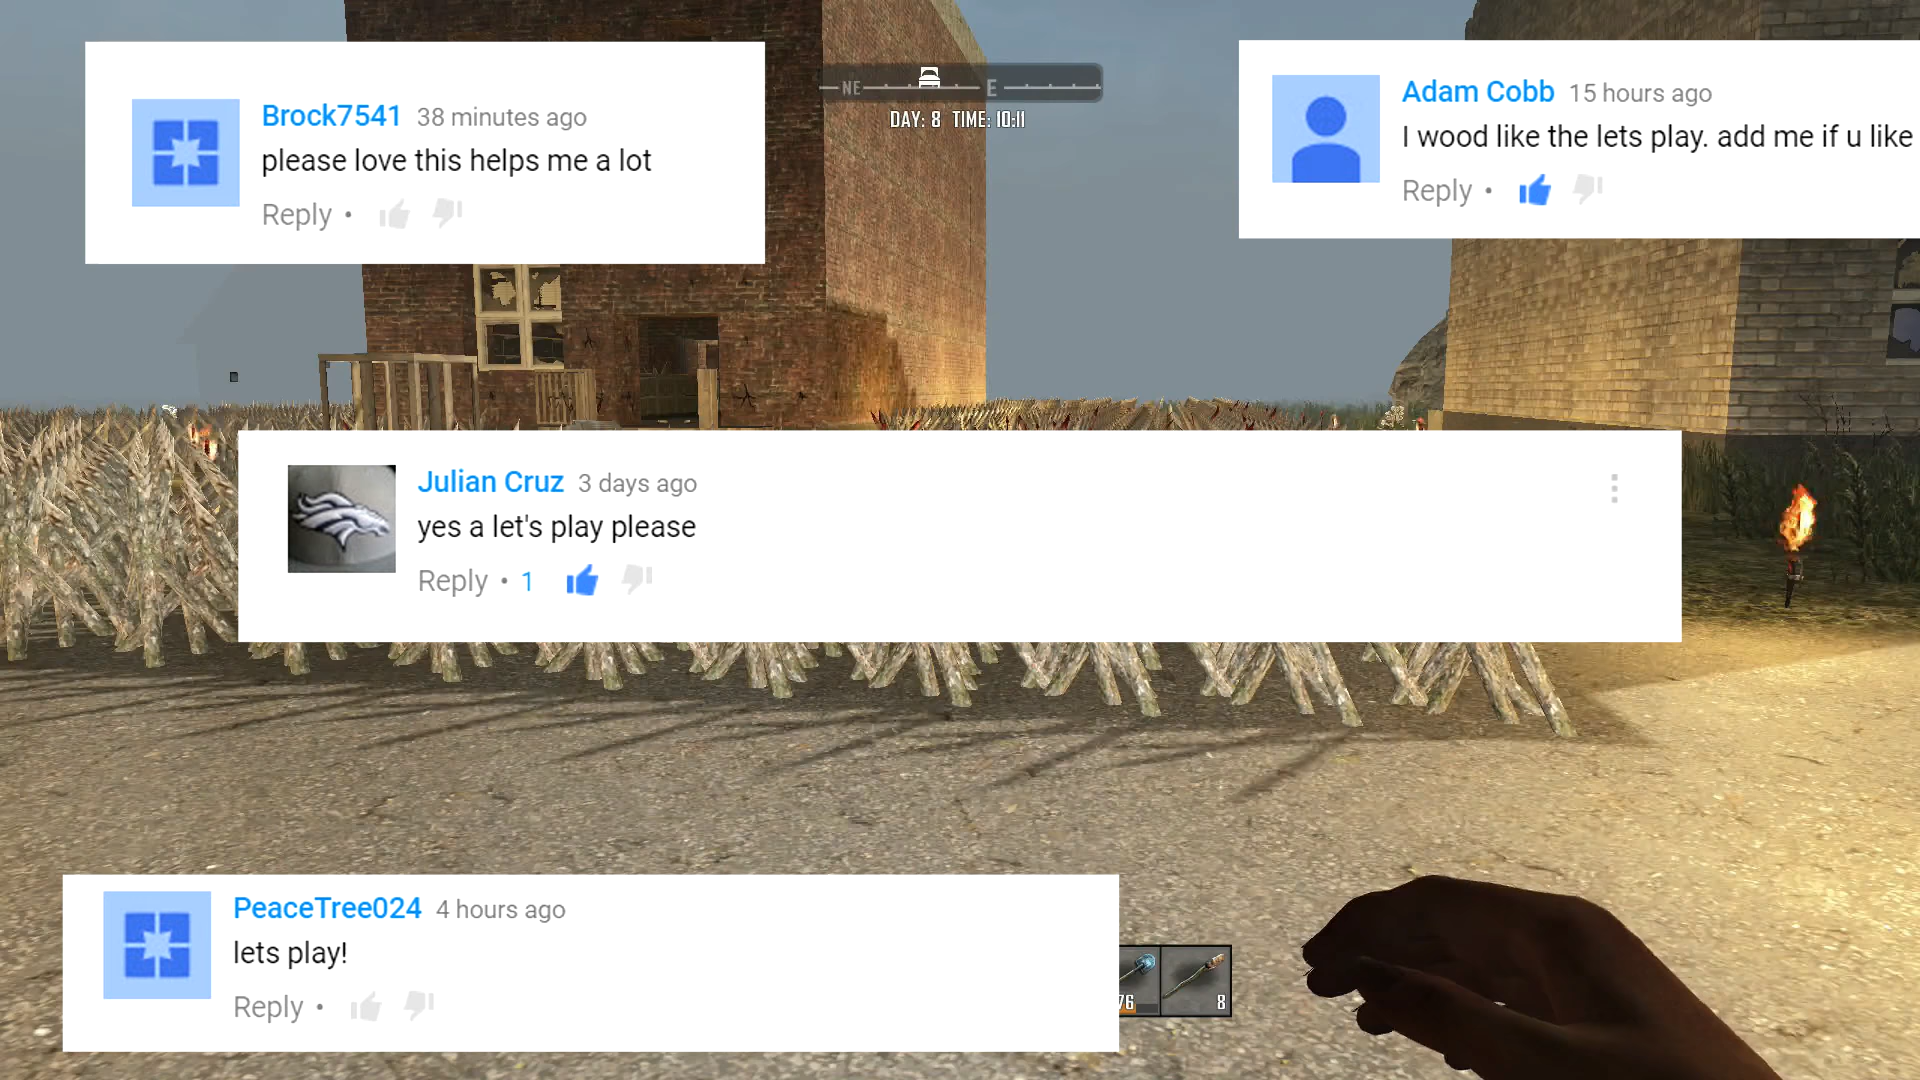 Brock7541 38 minutes ago
please love this helps me a lot
Reply •
NE E
DAY: 8 TIME: 10:11
Adam Cobb 15 hours ago
I wood like the lets play. add me if u like
Reply •
Julian Cruz 3 days ago
yes a let's play please
Reply • 1
PeaceTree024 4 hours ago
lets play!
Reply •
76 8